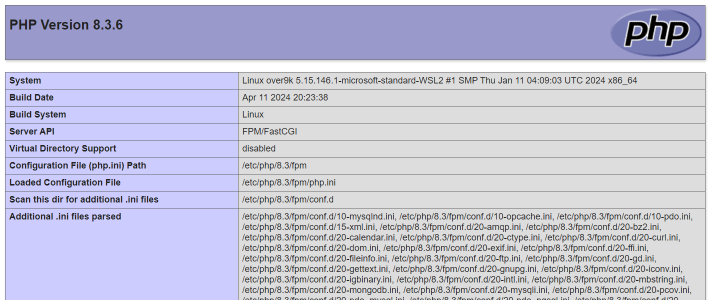 PHP Version 8.3.6
php
System Linux over9k 5.15.146.1-microsoft-standard-WSL2 #1 SMP Thu Jan 11 04:09:03 UTC 2024 x86_64
Build Date Apr 11 2024 20:23:38
Build System Linux
Server API FPM/FastCGI
Virtual Directory Support disabled
Configuration File (php.ini) Path /etc/php/8.3/fpm
Loaded Configuration File /etc/php/8.3/fpm/php.ini
Scan this dir for additional .ini files /etc/php/8.3/fpm/conf.d
Additional .ini files parsed /etc/php/8.3/fpm/conf.d/10-mysqlnd.ini, /etc/php/8.3/fpm/conf.d/10-opcache.ini, /etc/php/8.3/fpm/conf.d/10-pdo.ini,
/etc/php/8.3/fpm/conf.d/15-xml.ini, /etc/php/8.3/fpm/conf.d/20-amqp.ini, /etc/php/8.3/fpm/conf.d/20-bz2.ini,
/etc/php/8.3/fpm/conf.d/20-calendar.ini, /etc/php/8.3/fpm/conf.d/20-ctype.ini, /etc/php/8.3/fpm/conf.d/20-curl.ini,
/etc/php/8.3/fpm/conf.d/20-dom.ini, /etc/php/8.3/fpm/conf.d/20-exif.ini, /etc/php/8.3/fpm/conf.d/20-ffi.ini,
/etc/php/8.3/fpm/conf.d/20-fileinfo.ini, /etc/php/8.3/fpm/conf.d/20-ftp.ini, /etc/php/8.3/fpm/conf.d/20-gd.ini,
/etc/php/8.3/fpm/conf.d/20-gettext.ini, /etc/php/8.3/fpm/conf.d/20-gnupg.ini, /etc/php/8.3/fpm/conf.d/20-iconv.ini,
/etc/php/8.3/fpm/conf.d/20-igbinary.ini, /etc/php/8.3/fpm/conf.d/20-intl.ini, /etc/php/8.3/fpm/conf.d/20-mbstring.ini,
/etc/php/8.3/fpm/conf.d/20-mongodb.ini, /etc/php/8.3/fpm/conf.d/20-mysqli.ini, /etc/php/8.3/fpm/conf.d/20-pcov.ini,